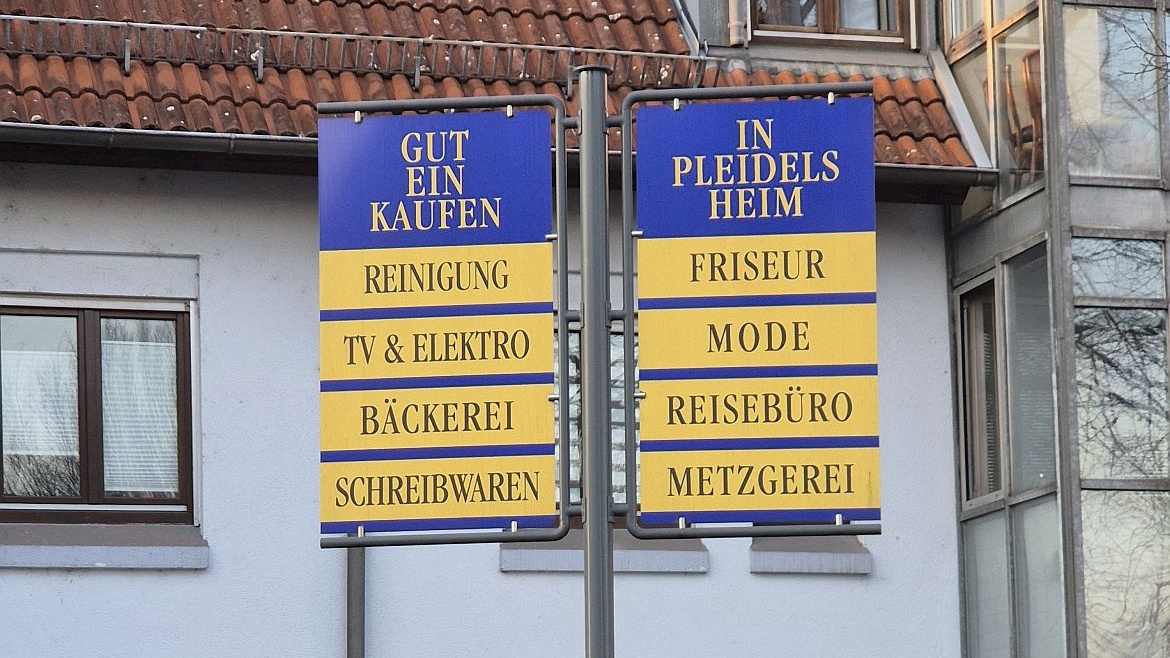 GUT
EIN
KAUFEN
REINIGUNG
TV & ELEKTRO
BÄCKEREI
SCHREIBWAREN
IN
PLEIDELS
HEIM
FRISEUR
MODE
REISEBÜRO
METZGEREI